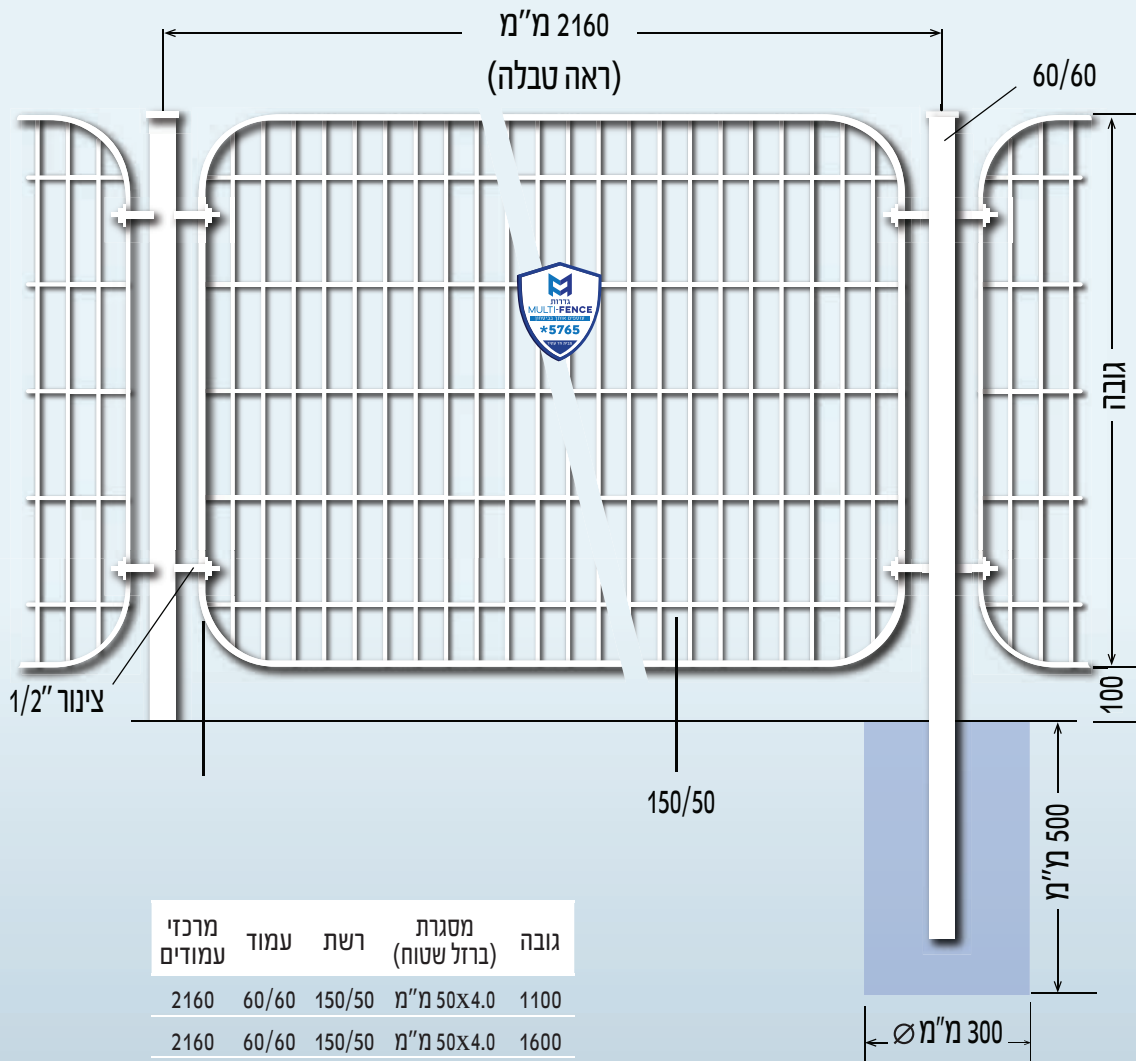 2160 מ"מ
(ראה טבלה)
60/60
גדרות
MULTI-FENCE
*5765
גובה
100
צינור "1/2
150/50
500 מ"מ
גובה מסגרת (ברזל שטוח) רשת עמוד מרכזי עמודים
1100 50X4.0 מ"מ 150/50 60/60 2160
1600 50X4.0 מ"מ 150/50 60/60 2160
300 מ"מ Ø